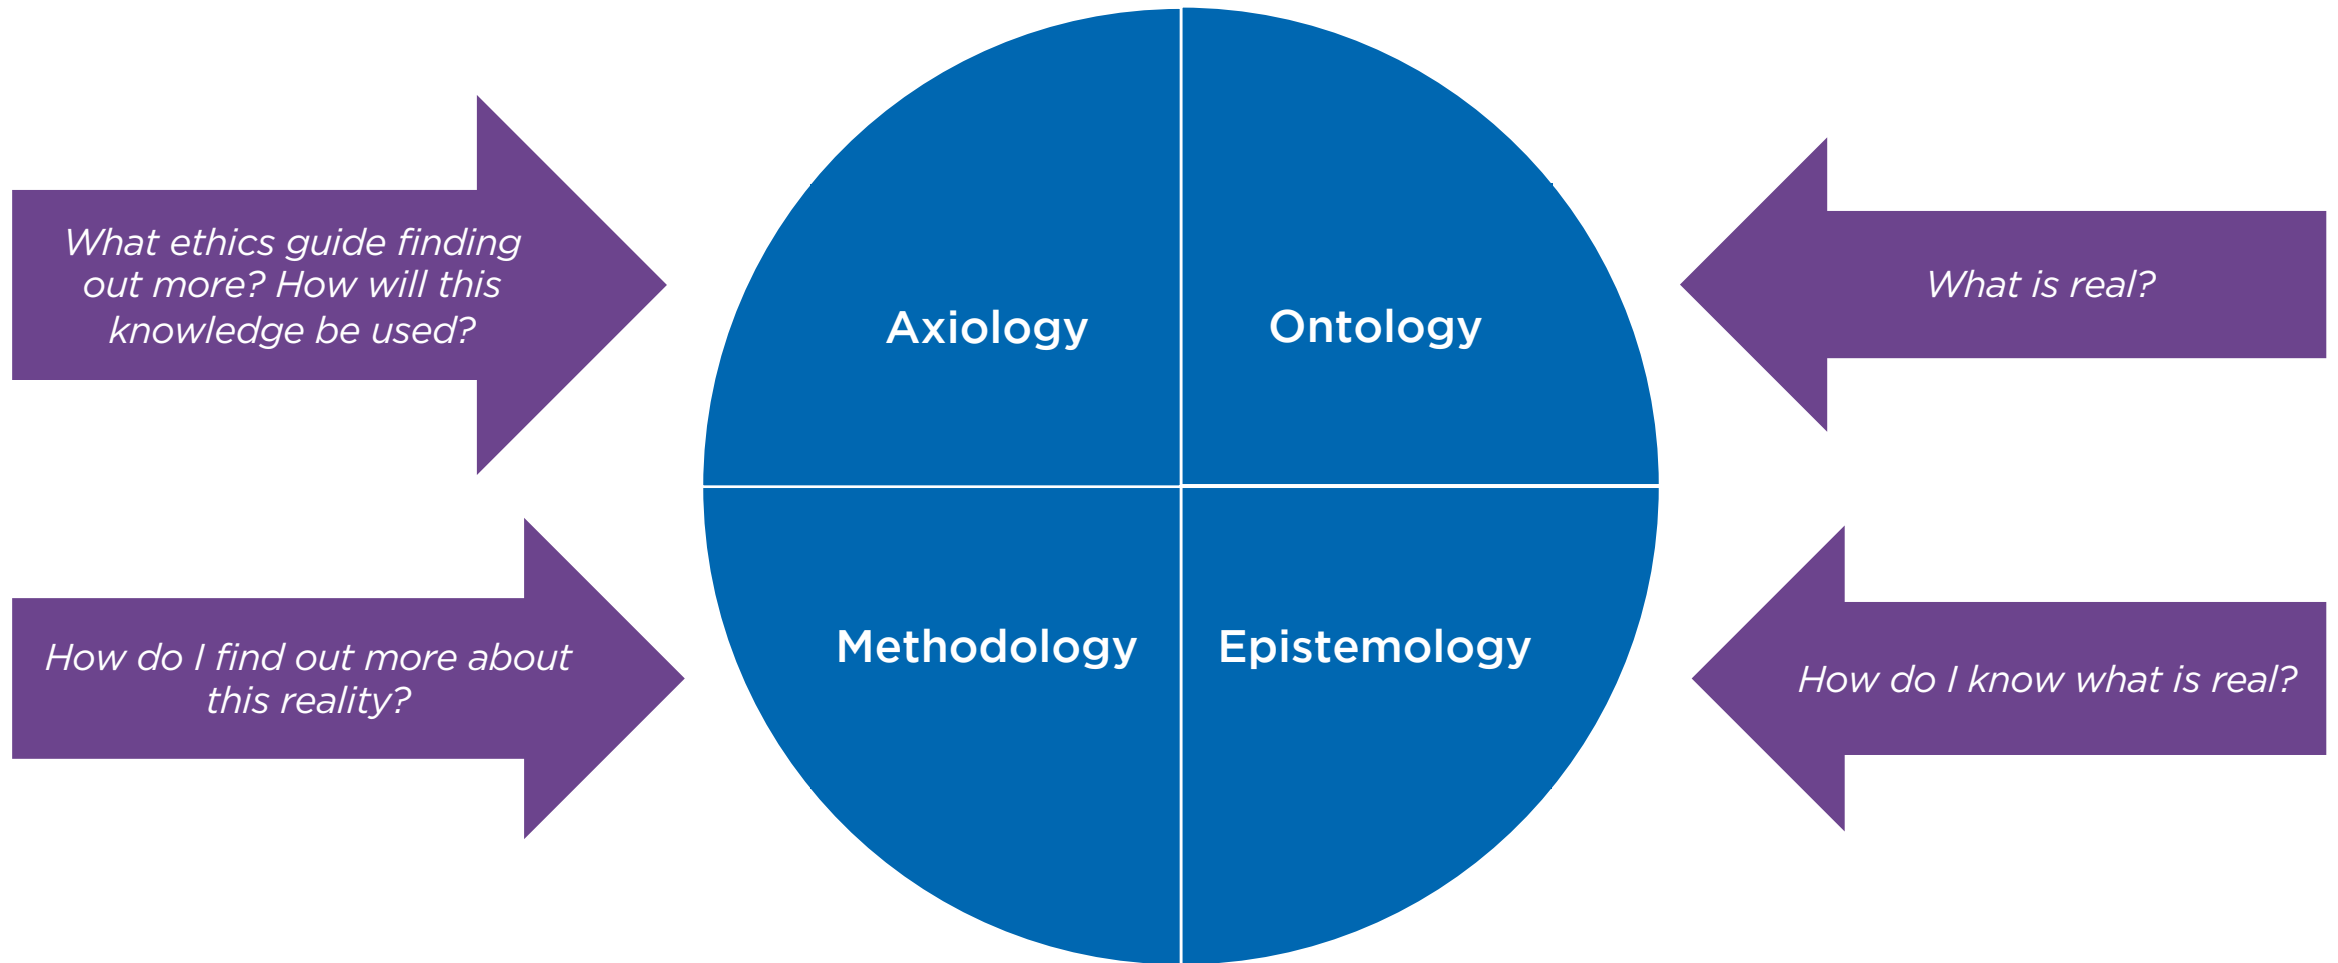 What ethics guide finding
out more? How will this
knowledge be used?
Axiology
Ontology
What is real?
How do I find out more about
this reality?
Methodology
Epistemology
How do I know what is real?